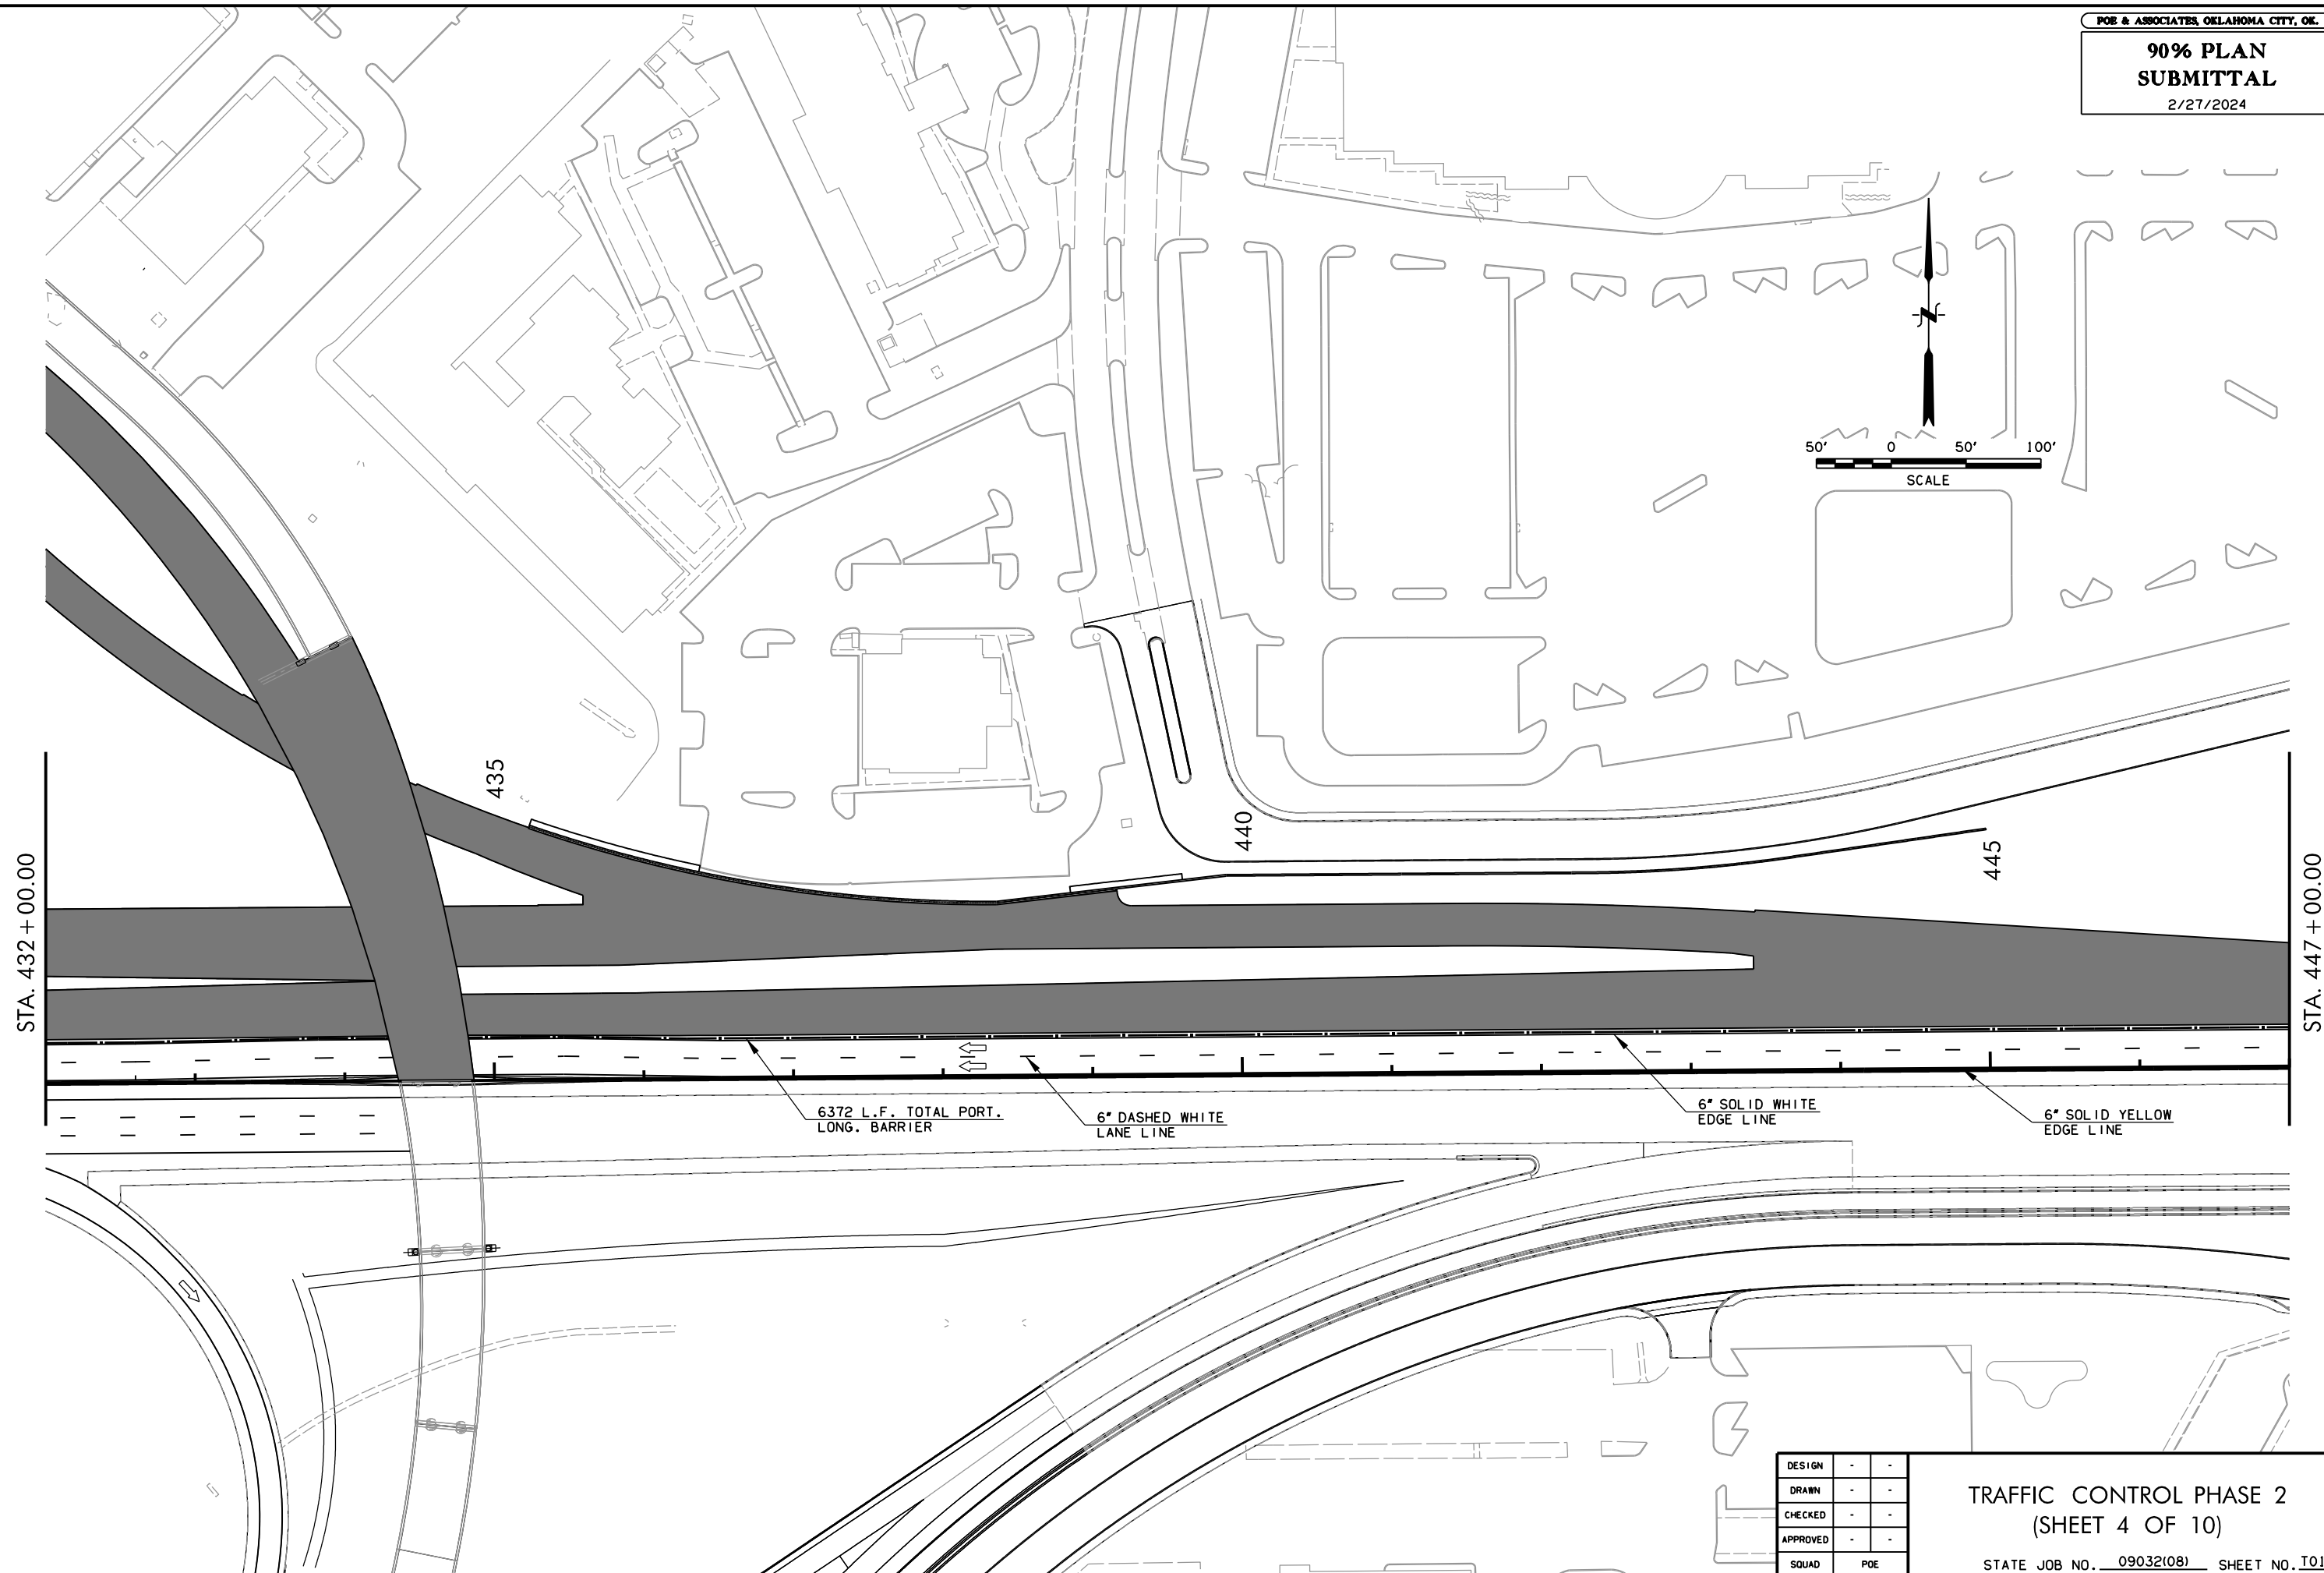 POE & ASSOCIATES, OKLAHOMA CITY, OK.
90% PLAN
SUBMITTAL
2/27/2024
N
50' 0 50' 100'
SCALE
435
440
445
STA. 432+00.00
STA. 447+00.00
6372 L.F. TOTAL PORT.
LONG. BARRIER
6" DASHED WHITE
LANE LINE
6" SOLID WHITE
EDGE LINE
6" SOLID YELLOW
EDGE LINE
DESIGN - -
DRAWN - -
CHECKED - -
APPROVED - -
SQUAD POE
TRAFFIC CONTROL PHASE 2
(SHEET 4 OF 10)
STATE JOB NO. 09032(08) SHEET NO. T01